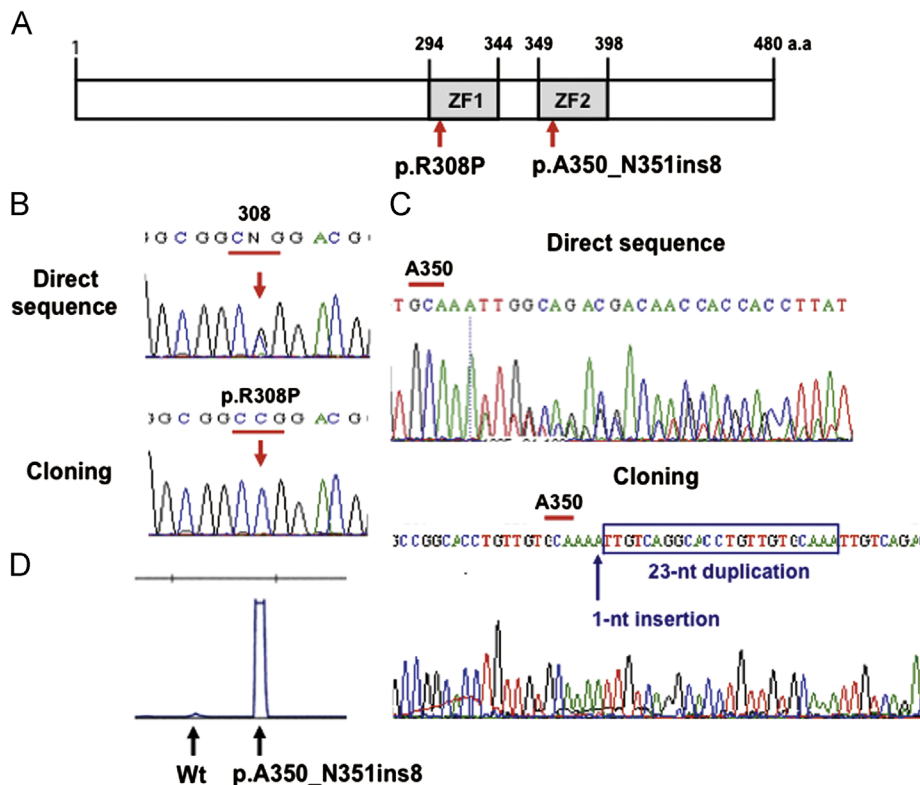 A
1 294 344 349 398 480 a.a
ZF1 ZF2
p.R308P p.A350_N351ins8
B
308
G C G G C N G G A C G
Direct
sequence
p.R308P
G G C G G C C G G A C G
Cloning
C
Direct sequence
A350
T G C A A A T T G G C A G A C G A C A A C C A C C A C C T T A T
Cloning
A350
GCCGGCACCTGTTGTGCAAAATTGTCAGGCACCTGTTGTGCAAATTGTCAGA
23-nt duplication
1-nt insertion
D
Wt p.A350_N351ins8